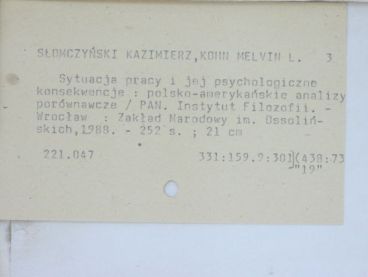 SŁOMCZYŃSKI KAZIMIERZ,KOHN MELVIN L. 3
Sytuacja pracy i jej psychologiczne
konsekwencje : polsko-amerykańskie analizy
porównawcze / PAN. Instytut Filozofii. -
Wrocław : Zakład Narodowy im. Ossoliń-
skich,1988. - 252 s. ; 21 cm
221.047 331:159.9:301](438:73
"19"